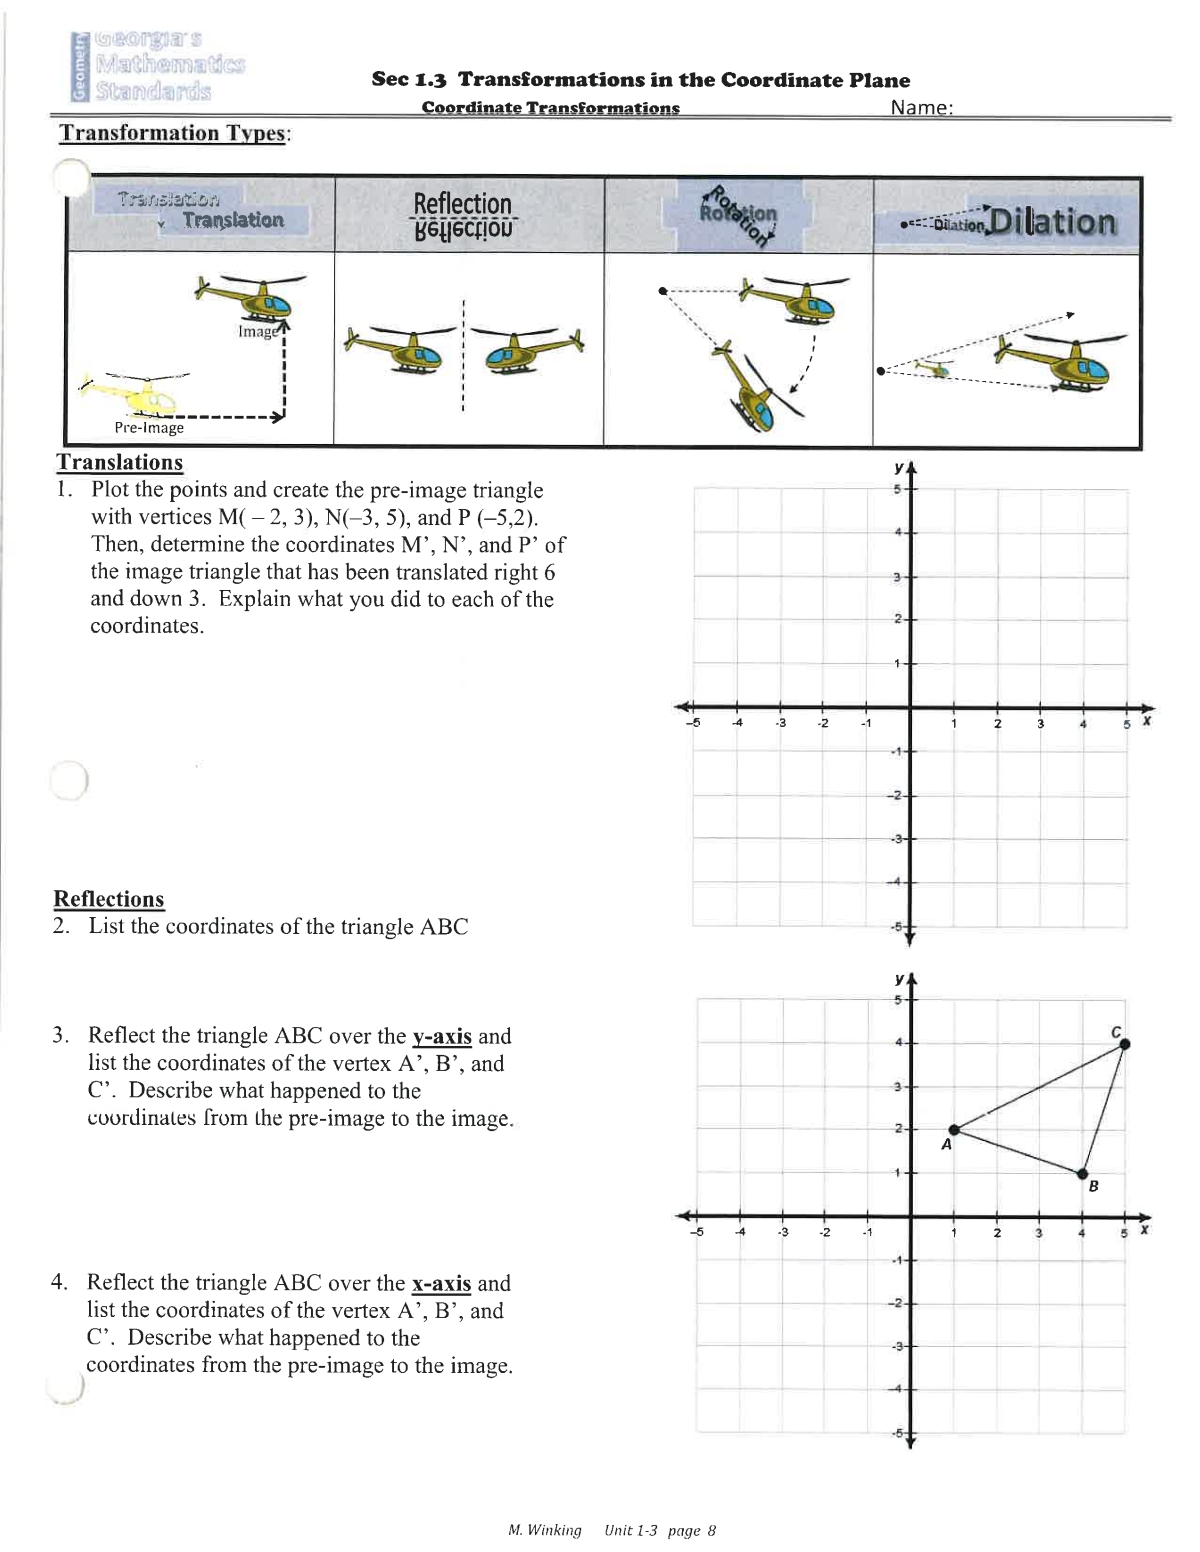 Geometry
Georgia's
Mathematics
Standards
Sec 1.3 Transformations in the Coordinate Plane
Coordinate Transformations Name:
Transformation Types:
Translation
Translation
Reflection
Reflection
Rotation
Rotation
Dilation
Dilation
Image
Pre-Image
Translations
1. Plot the points and create the pre-image triangle
with vertices M( – 2, 3), N(–3, 5), and P (–5,2).
Then, determine the coordinates M’, N’, and P’ of
the image triangle that has been translated right 6
and down 3. Explain what you did to each of the
coordinates.
y
5
4
3
2
1
-5 -4 -3 -2 -1 1 2 3 4 5 x
-1
-2
-3
-4
-5
Reflections
2. List the coordinates of the triangle ABC
3. Reflect the triangle ABC over the y-axis and
list the coordinates of the vertex A’, B’, and
C’. Describe what happened to the
coordinates from the pre-image to the image.
4. Reflect the triangle ABC over the x-axis and
list the coordinates of the vertex A’, B’, and
C’. Describe what happened to the
coordinates from the pre-image to the image.
y
5
C
4
3
2
A
1
B
-5 -4 -3 -2 -1 1 2 3 4 5 x
-1
-2
-3
-4
-5
M. Winking Unit 1-3 page 8